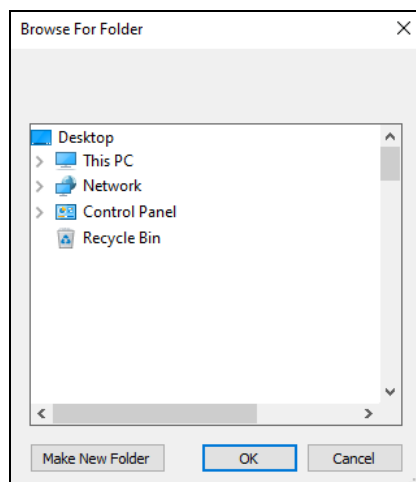 Browse For Folder
Desktop
This PC
Network
Control Panel
Recycle Bin
Make New Folder OK Cancel